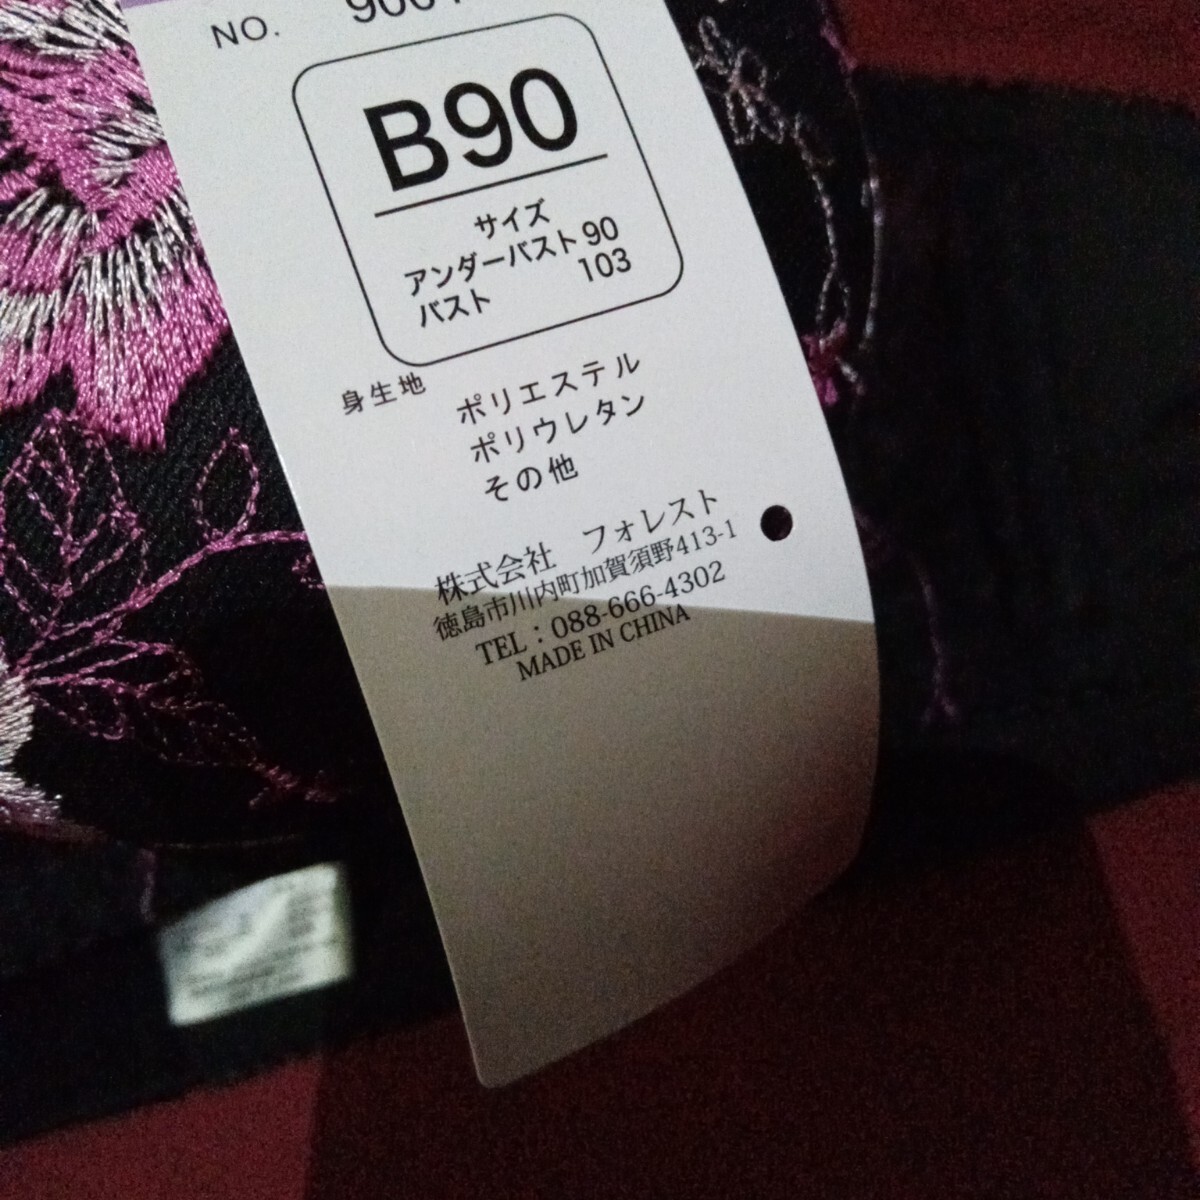 NO.
B90
サイズ
アンダーバスト 90
バスト 103
身生地 ポリエステル
ポリウレタン
その他
株式会社 フォレスト
徳島市川内町加賀須野413-1
TEL：088-666-4302
MADE IN CHINA